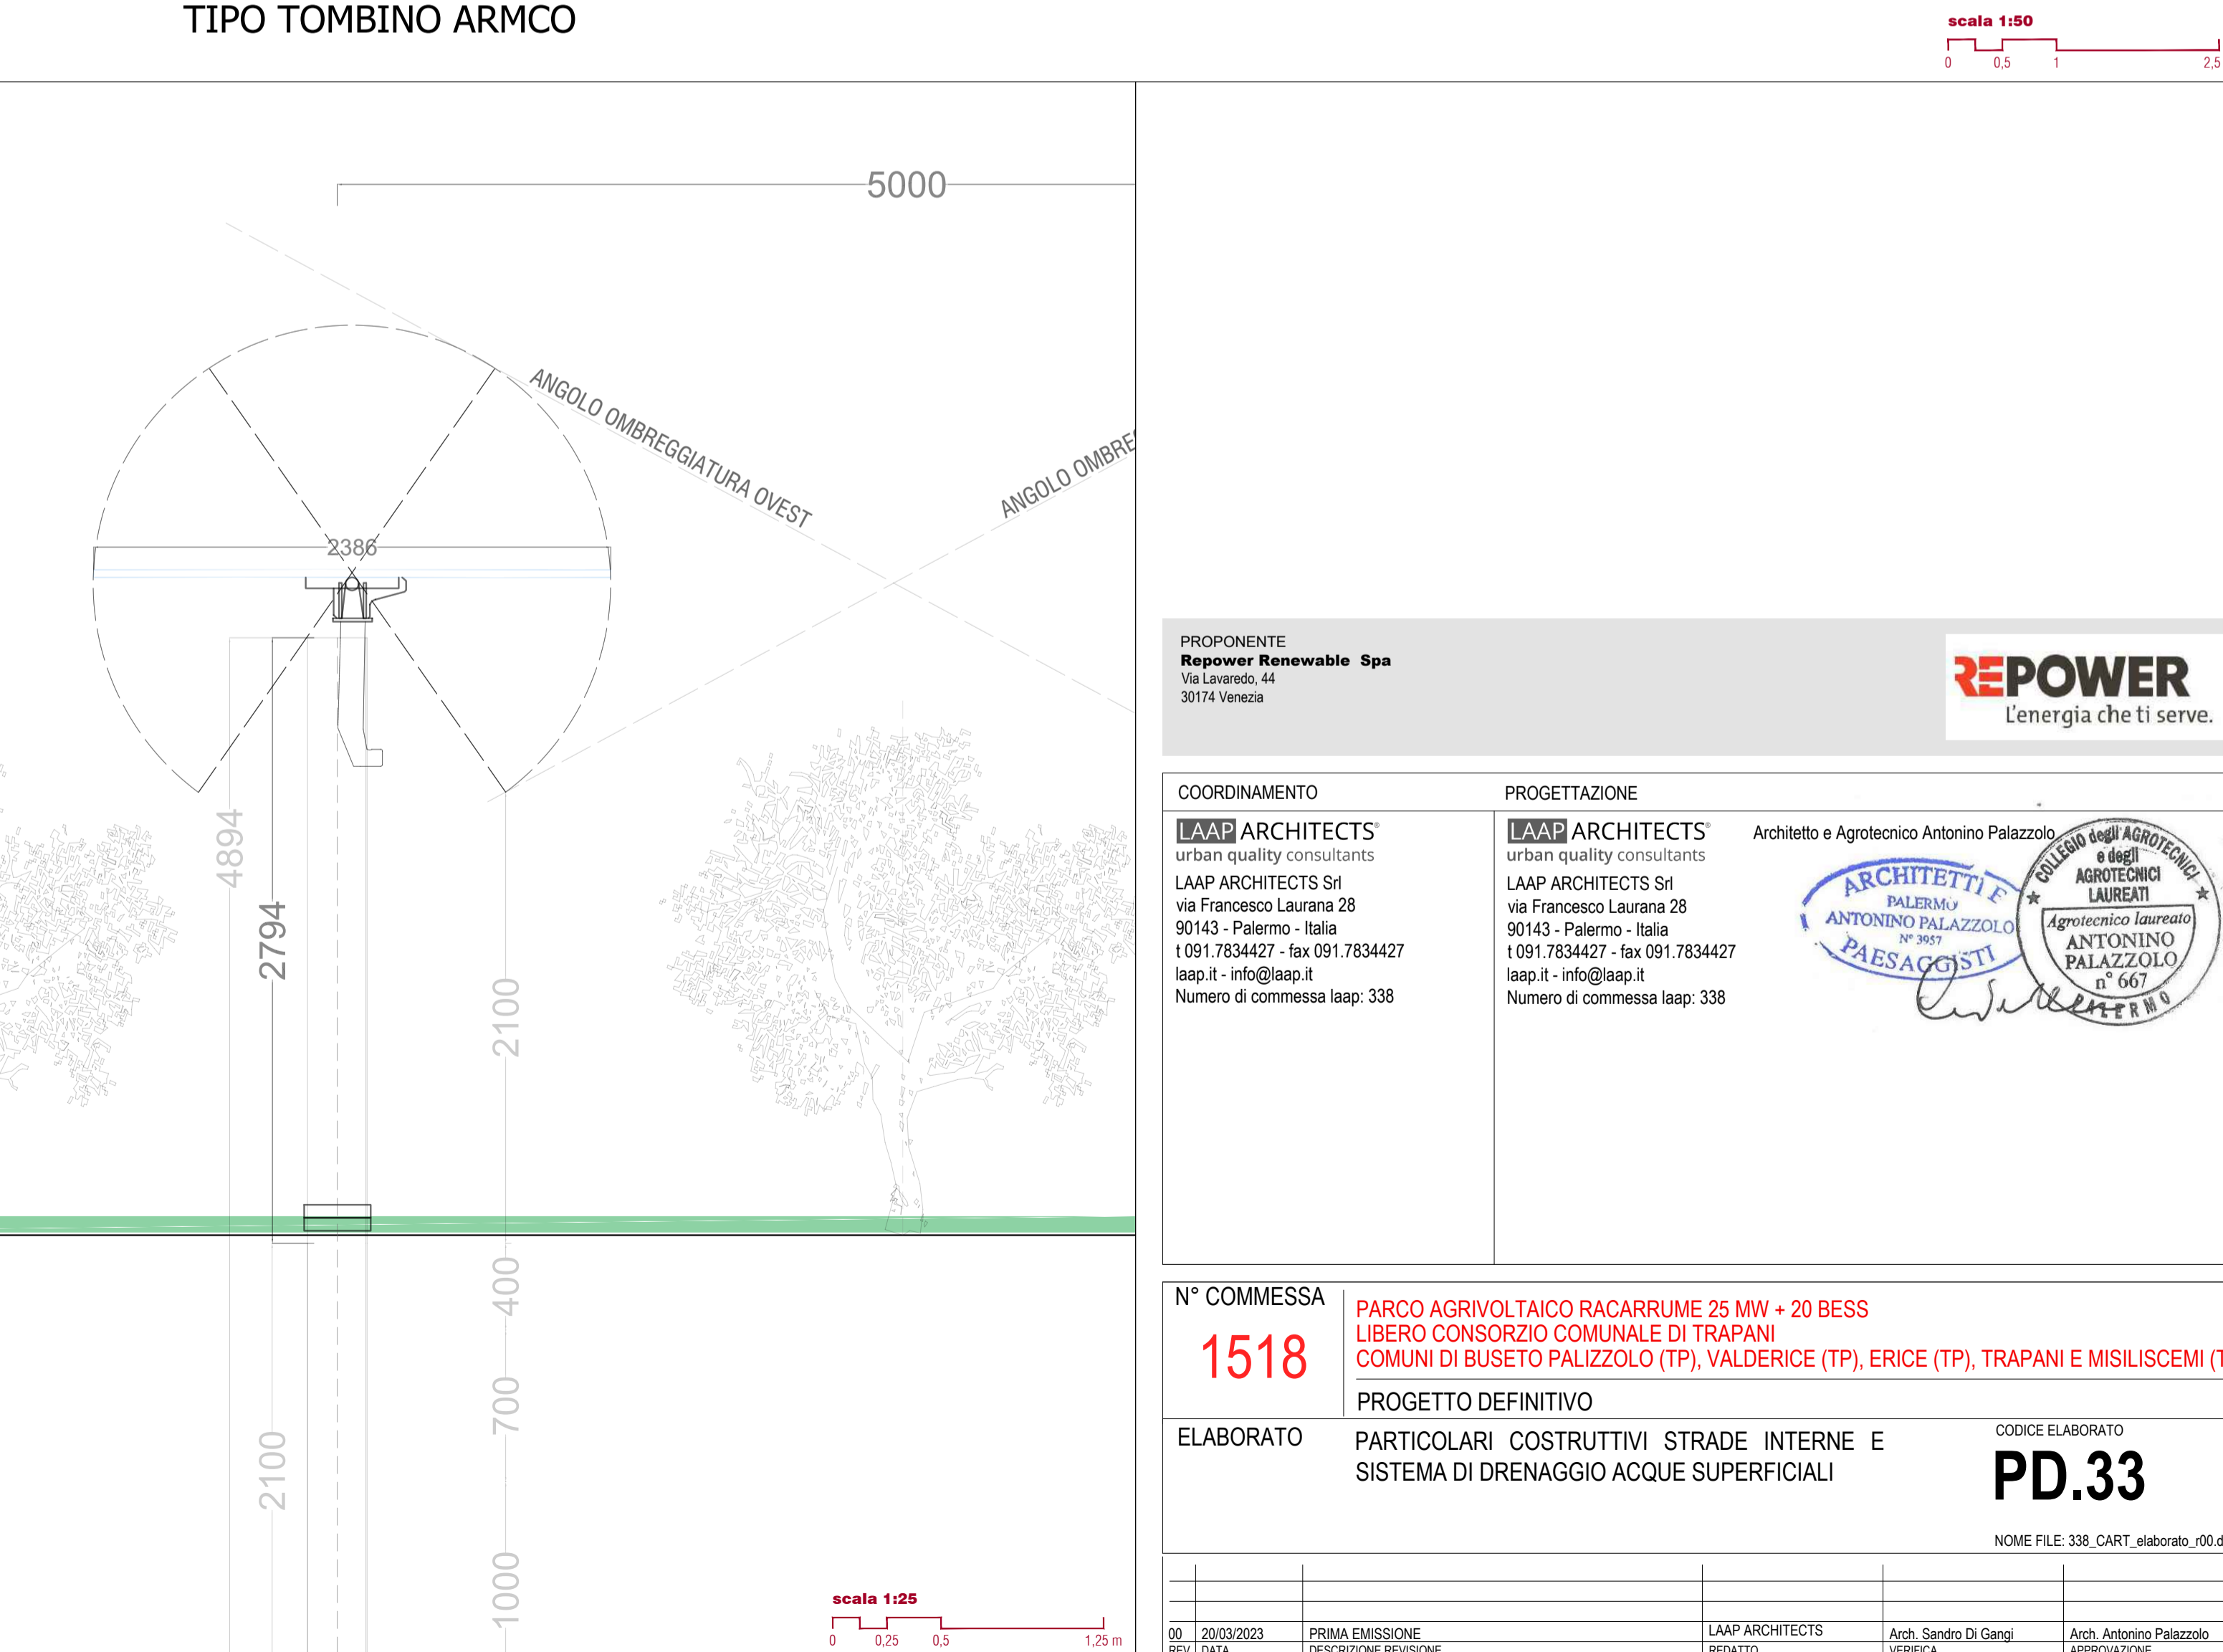 TIPO TOMBINO ARMCO
scala 1:50
0 0,5 1 2,5
5000
ANGOLO OMBREGGIATURA OVEST
2386
4894
2794
2100
400
700
2100
1000
scala 1:25
0 0,25 0,5 1,25 m
PROPONENTE
Repower Renewable Spa
Via Lavaredo, 44
30174 Venezia
REPOWER
L'energia che ti serve.
COORDINAMENTO
LAAP ARCHITECTS®
urban quality consultants
LAAP ARCHITECTS Srl
via Francesco Laurana 28
90143 - Palermo - Italia
t 091.7834427 - fax 091.7834427
laap.it - info@laap.it
Numero di commessa laap: 338
PROGETTAZIONE
LAAP ARCHITECTS®
urban quality consultants
LAAP ARCHITECTS Srl
via Francesco Laurana 28
90143 - Palermo - Italia
t 091.7834427 - fax 091.7834427
laap.it - info@laap.it
Numero di commessa laap: 338
Architetto e Agrotecnico Antonino Palazzolo
ARCHITETTI E
PALERMO
ANTONINO PALAZZOLO
N° 3957
PAESAGGISTI
COLLEGIO degli AGROTECNICI
e degli
AGROTECNICI
LAUREATI
Agrotecnico laureato
ANTONINO
PALAZZOLO
n° 667
PALERMO
N° COMMESSA
1518
PARCO AGRIVOLTAICO RACARRUME 25 MW + 20 BESS
LIBERO CONSORZIO COMUNALE DI TRAPANI
COMUNI DI BUSETO PALIZZOLO (TP), VALDERICE (TP), ERICE (TP), TRAPANI E MISILISCEMI
PROGETTO DEFINITIVO
ELABORATO
PARTICOLARI COSTRUTTIVI STRADE INTERNE E
SISTEMA DI DRENAGGIO ACQUE SUPERFICIALI
CODICE ELABORATO
PD.33
NOME FILE: 338_CART_elaborato_r00.d
00 20/03/2023 PRIMA EMISSIONE LAAP ARCHITECTS Arch. Sandro Di Gangi Arch. Antonino Palazzolo
REV DATA DESCRIZIONE REVISIONE REDATTO VERIFICA APPROVAZIONE